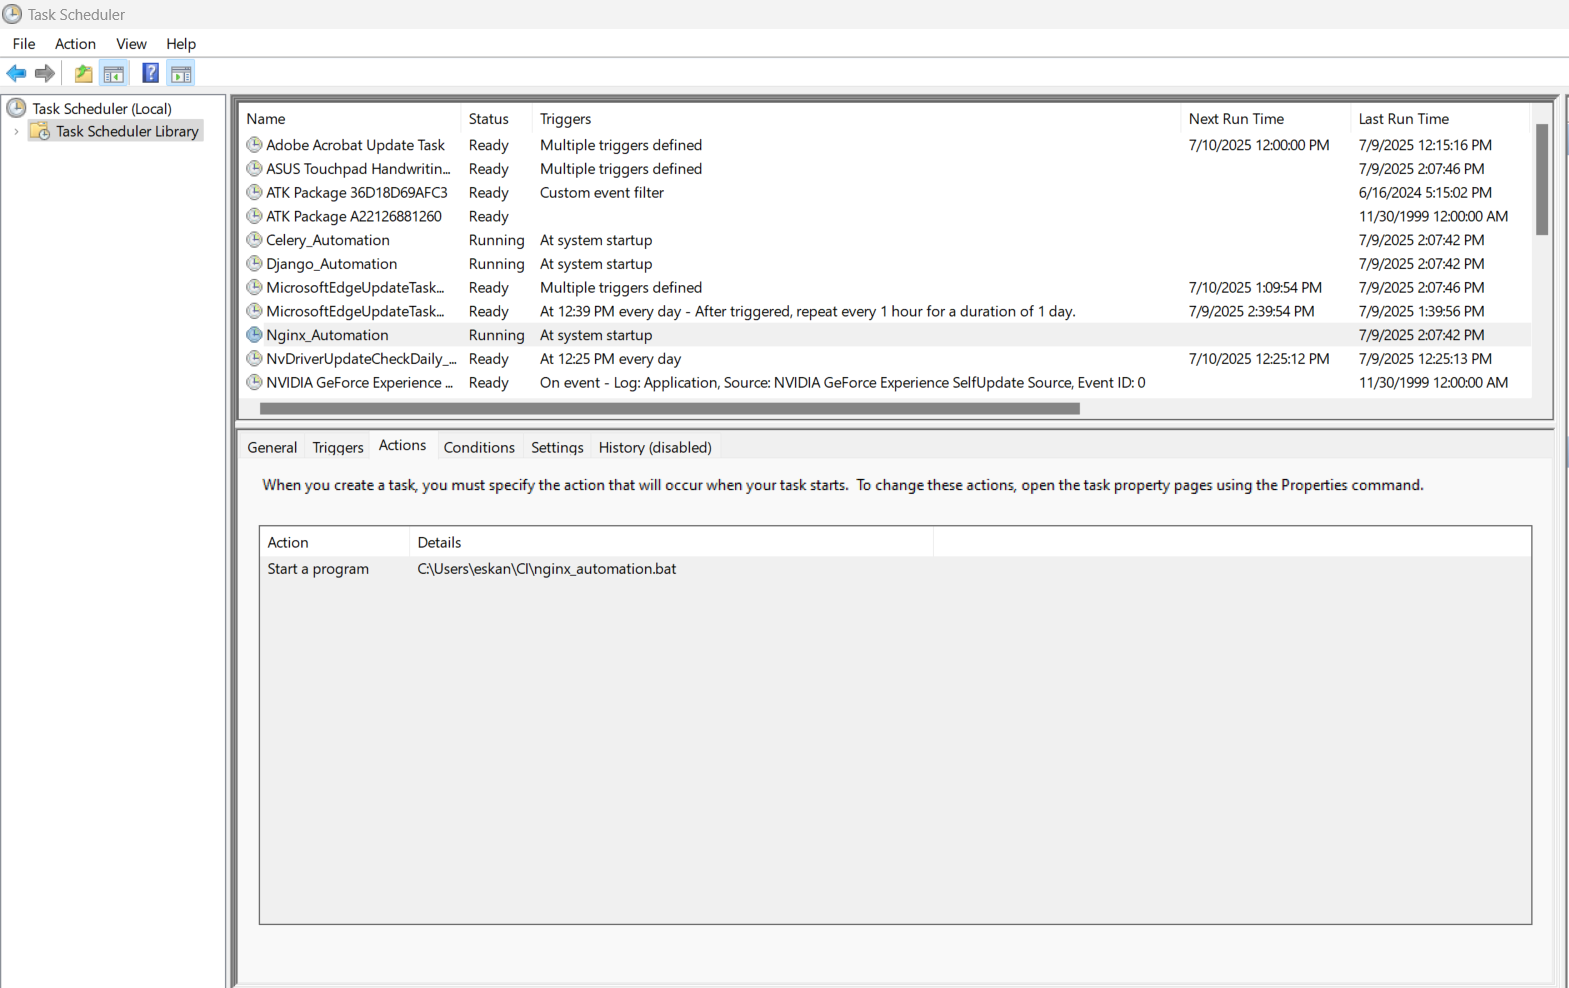 Task Scheduler
File Action View Help
Task Scheduler (Local)
Task Scheduler Library
Name Status Triggers Next Run Time Last Run Time
Adobe Acrobat Update Task Ready Multiple triggers defined 7/10/2025 12:00:00 PM 7/9/2025 12:15:16 PM
ASUS Touchpad Handwritin... Ready Multiple triggers defined 7/9/2025 2:07:46 PM
ATK Package 36D18D69AFC3 Ready Custom event filter 6/16/2024 5:15:02 PM
ATK Package A22126881260 Ready 11/30/1999 12:00:00 AM
Celery_Automation Running At system startup 7/9/2025 2:07:42 PM
Django_Automation Running At system startup 7/9/2025 2:07:42 PM
MicrosoftEdgeUpdateTask... Ready Multiple triggers defined 7/10/2025 1:09:54 PM 7/9/2025 2:07:46 PM
MicrosoftEdgeUpdateTask... Ready At 12:39 PM every day - After triggered, repeat every 1 hour for a duration of 1 day. 7/9/2025 2:39:54 PM 7/9/2025 1:39:56 PM
Nginx_Automation Running At system startup 7/9/2025 2:07:42 PM
NvDriverUpdateCheckDaily_... Ready At 12:25 PM every day 7/10/2025 12:25:12 PM 7/9/2025 12:25:13 PM
NVIDIA GeForce Experience ... Ready On event - Log: Application, Source: NVIDIA GeForce Experience SelfUpdate Source, Event ID: 0 11/30/1999 12:00:00 AM
General Triggers Actions Conditions Settings History (disabled)
When you create a task, you must specify the action that will occur when your task starts. To change these actions, open the task property pages using the Properties command.
Action Details
Start a program C:\Users\eskan\CI\nginx_automation.bat